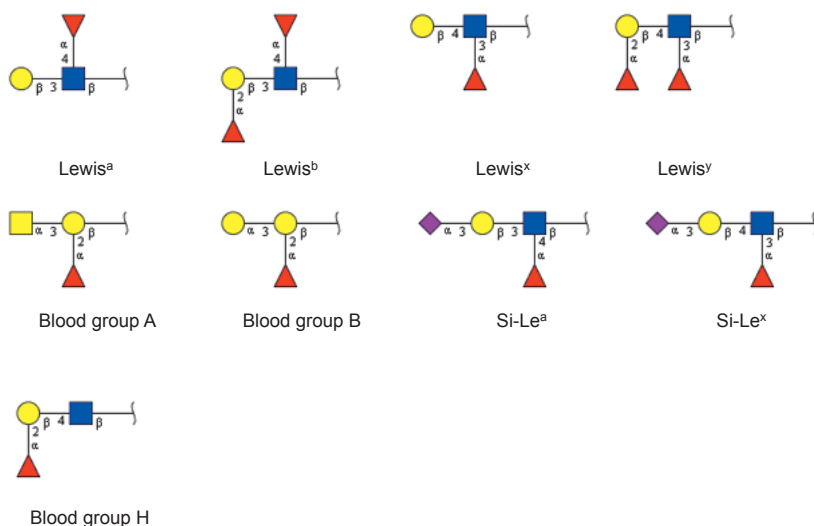 α
4
β 3 β
Lewisᵃ
α
4
β 3 β
2
α
Lewisᵇ
β 4 β
3
α
Lewisˣ
β 4 β
2
α
3
α
Lewisʸ
α 3 β
2
α
Blood group A
α 3 β
2
α
Blood group B
α 3 β 3 β
4
α
Si-Leᵃ
α 3 β 4 β
3
α
Si-Leˣ
β 4 β
2
α
Blood group H